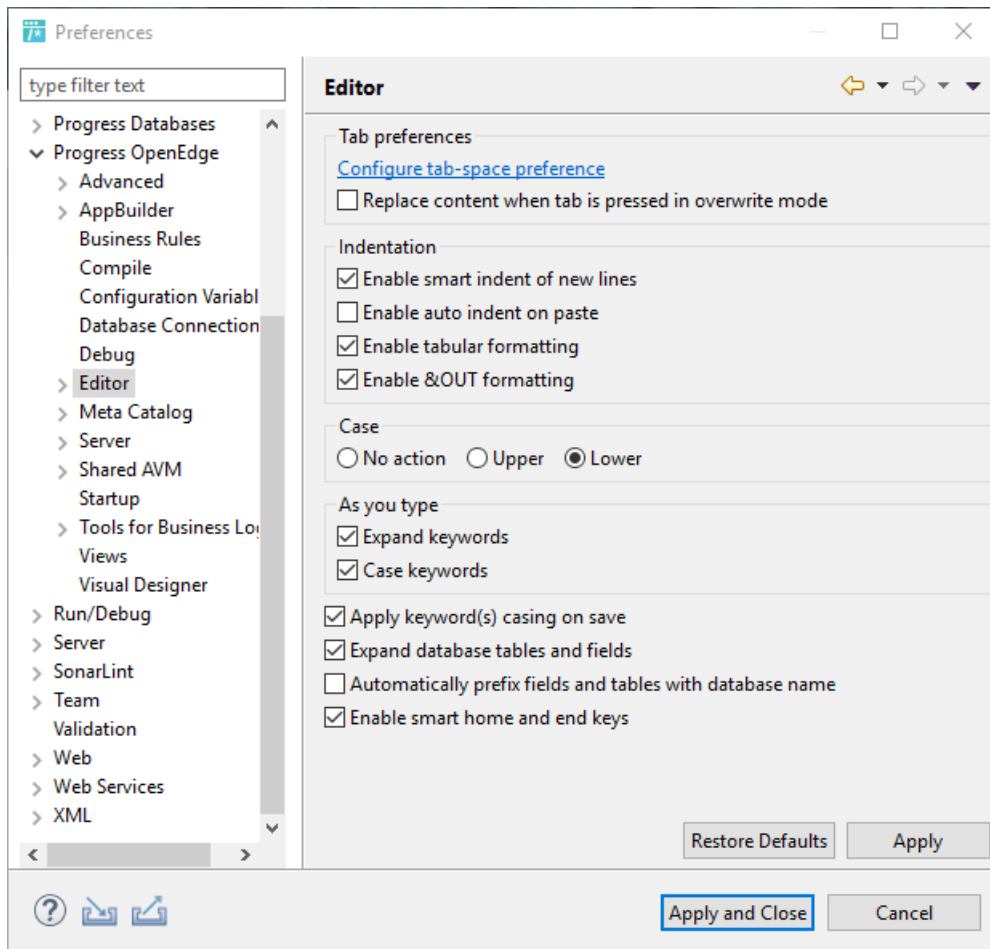 Preferences
type filter text
Progress Databases
Progress OpenEdge
Advanced
AppBuilder
Business Rules
Compile
Configuration Variabl
Database Connection
Debug
Editor
Meta Catalog
Server
Shared AVM
Startup
Tools for Business Lo
Views
Visual Designer
Run/Debug
Server
SonarLint
Team
Validation
Web
Web Services
XML
Editor
Tab preferences
Configure tab-space preference
Replace content when tab is pressed in overwrite mode
Indentation
Enable smart indent of new lines
Enable auto indent on paste
Enable tabular formatting
Enable &OUT formatting
Case
No action Upper Lower
As you type
Expand keywords
Case keywords
Apply keyword(s) casing on save
Expand database tables and fields
Automatically prefix fields and tables with database name
Enable smart home and end keys
Restore Defaults Apply
? Apply and Close Cancel